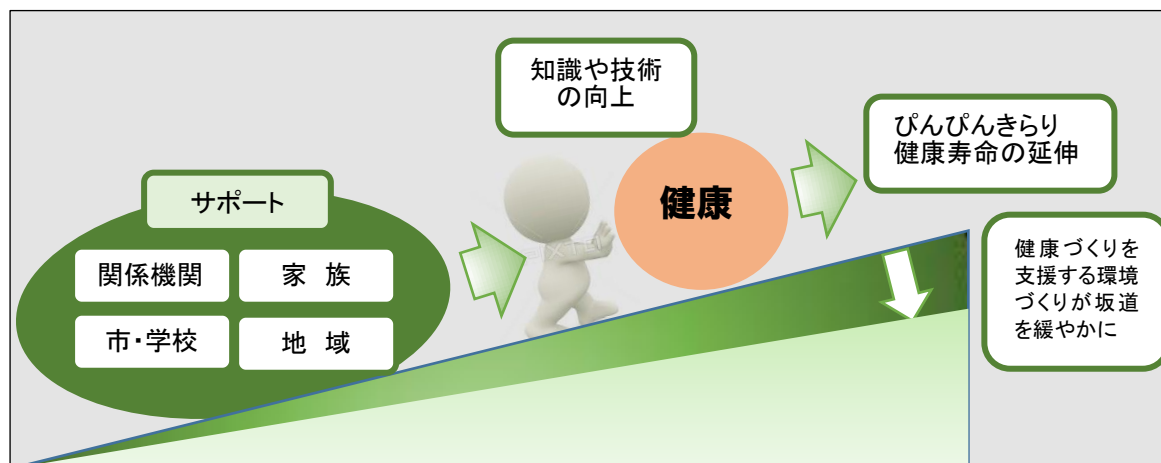 知識や技術
の向上
ぴんぴんきらり
健康寿命の延伸
サポート
健康
関係機関
家　族
市・学校
地　域
健康づくりを
支援する環境
づくりが坂道
を緩やかに